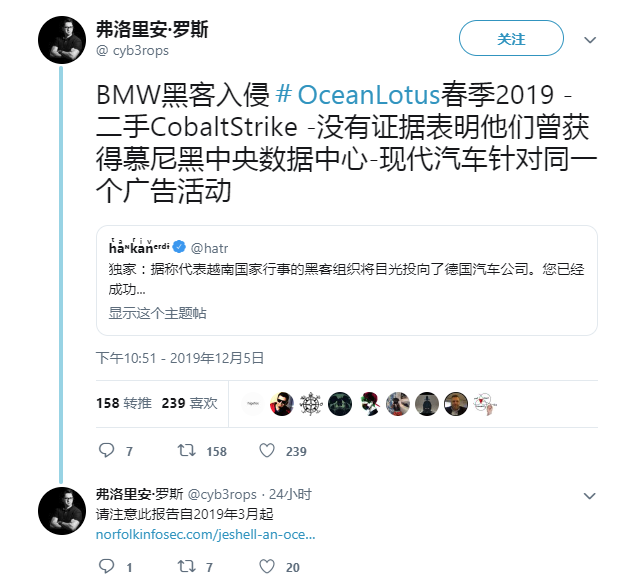 弗洛里安·罗斯
@ cyb3rops
关注
BMW黑客入侵 # OceanLotus春季2019 -
二手CobaltStrike -没有证据表明他们曾获
得慕尼黑中央数据中心-现代汽车针对同一
个广告活动
@hatr
独家：据称代表越南国家行事的黑客组织将目光投向了德国汽车公司。您已经
成功...
显示这个主题帖
下午10:51 - 2019年12月5日
158 转推 239 喜欢
7 158 239
弗洛里安·罗斯 @cyb3rops · 24小时
请注意此报告自2019年3月起
norfolkinfosec.com/jeshell-an-oce...
1 7 20